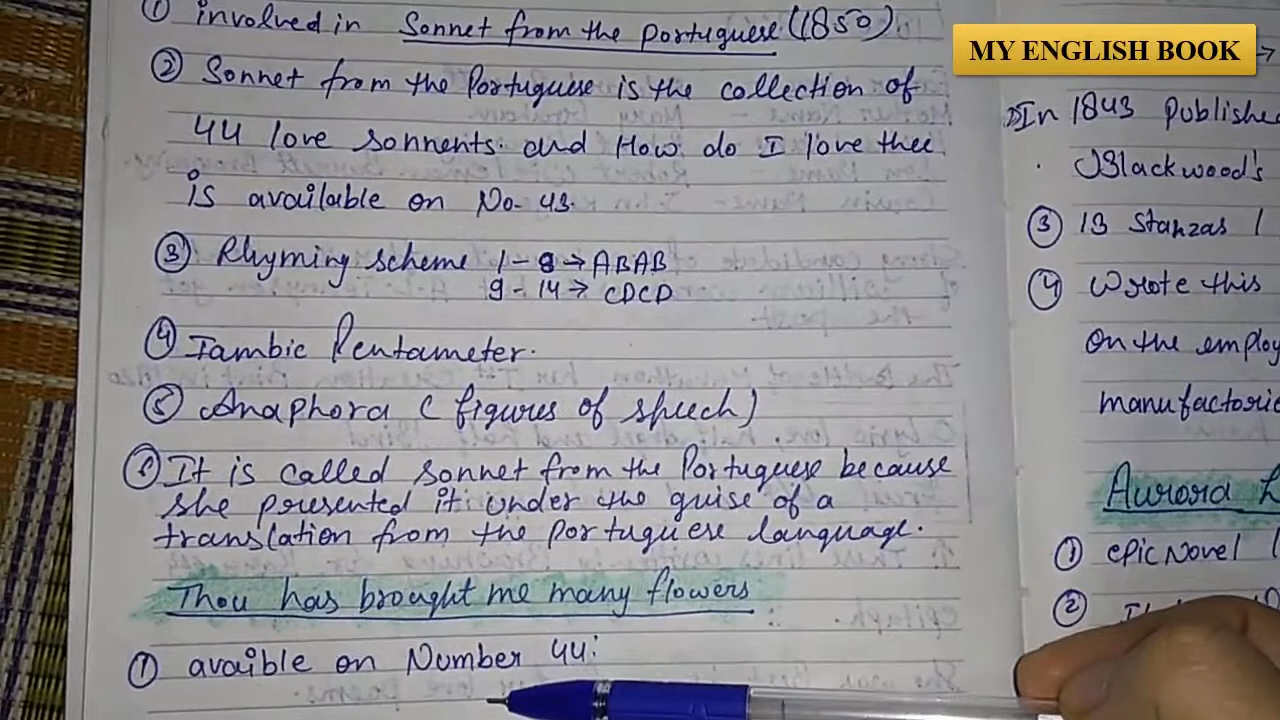 MY ENGLISH BOOK
① involved in Sonnet from the Portuguese (1850).
② Sonnet from the Portuguese is the collection of
44 love sonnents. and How do I love thee
is available on No. 43.
③ Rhyming scheme 1-8 → ABAB
9-14 → CDCD
④ Iambic Pentameter.
⑤ Anaphora (figures of speech)
⑥ It is called sonnet from the Portuguese because
she presented it under the guise of a
translation from the portuguese language.
Thou has brought me many flowers
① avaible on Number 44:
In 1843 Publishe
Blackwood's
③ 13 Stanzas
④ Wrote this
on the employ
manufactorie
Aurora L
① epic Novel
②